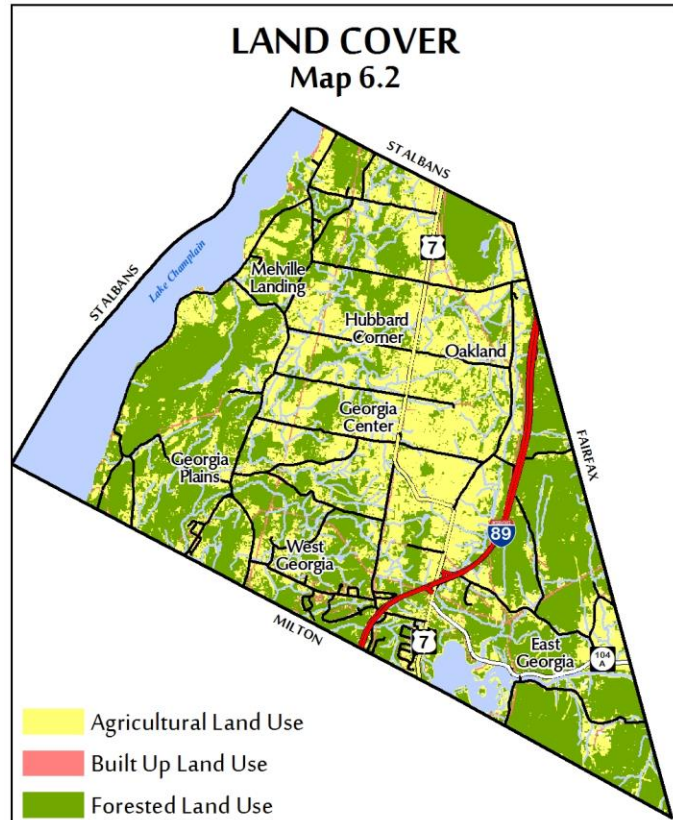 LAND COVER
Map 6.2
ST ALBANS
7
ST ALBANS
Lake Champlain
Melville
Landing
Hubbard
Corner
Oakland
Georgia
Center
FAIRFAX
Georgia
Plains
89
West
Georgia
MILTON
7
East
Georgia
104
A
Agricultural Land Use
Built Up Land Use
Forested Land Use